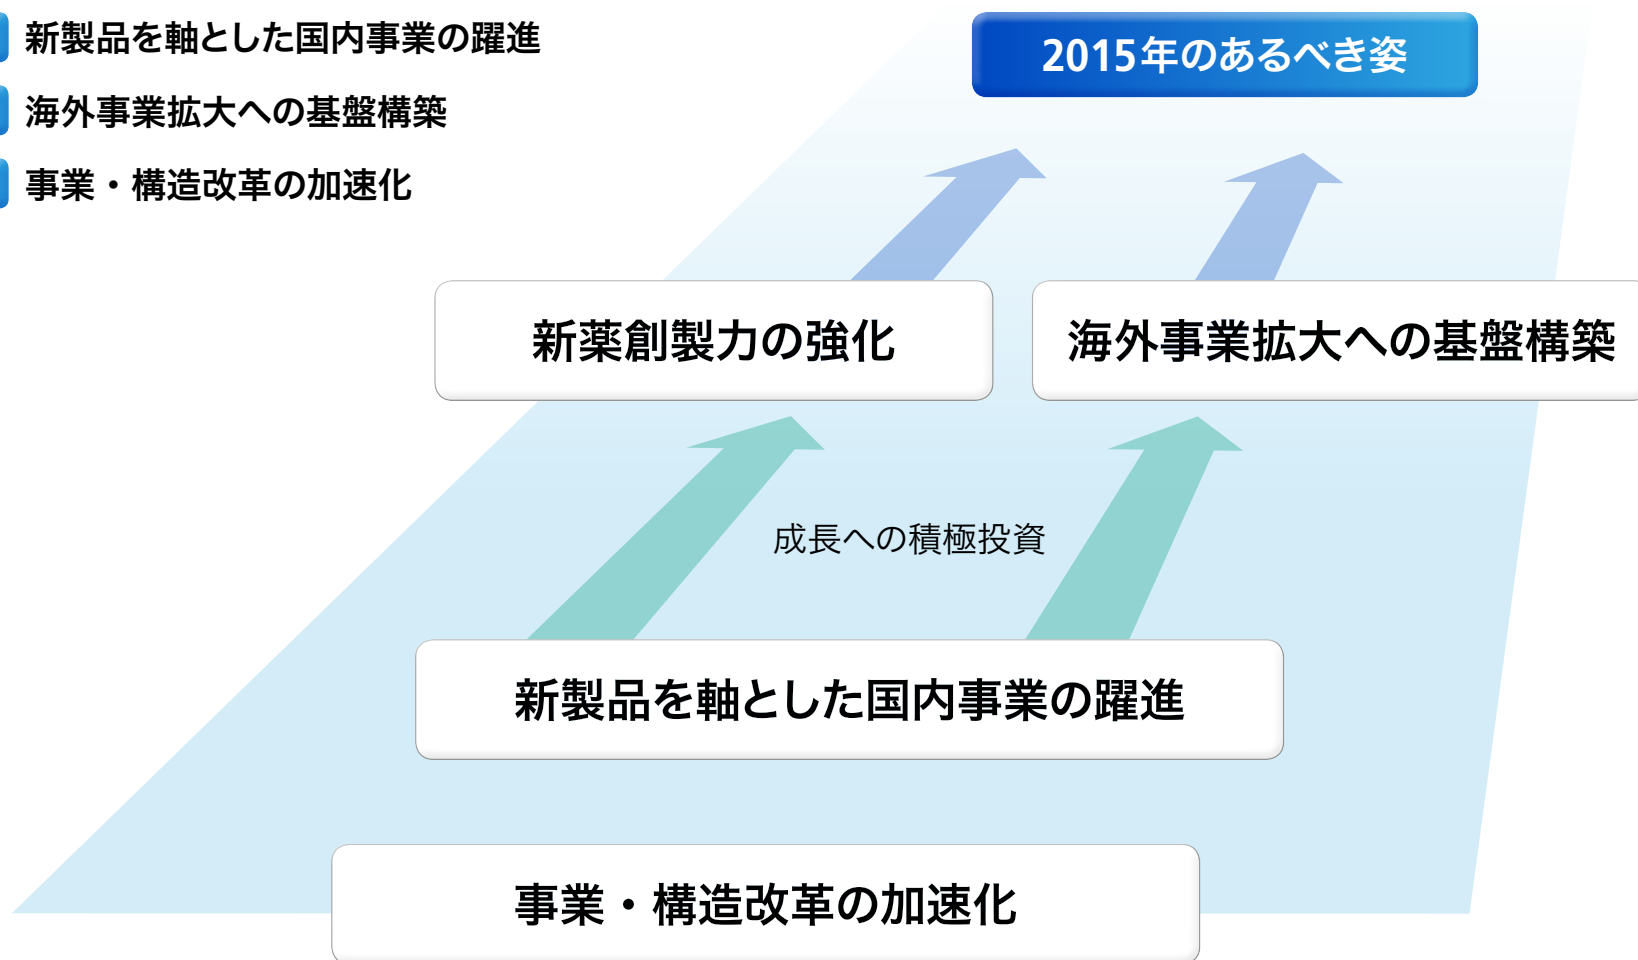 新製品を軸とした国内事業の躍進
海外事業拡大への基盤構築
事業・構造改革の加速化
2015年のあるべき姿
新薬創製力の強化
海外事業拡大への基盤構築
成長への積極投資
新製品を軸とした国内事業の躍進
事業・構造改革の加速化